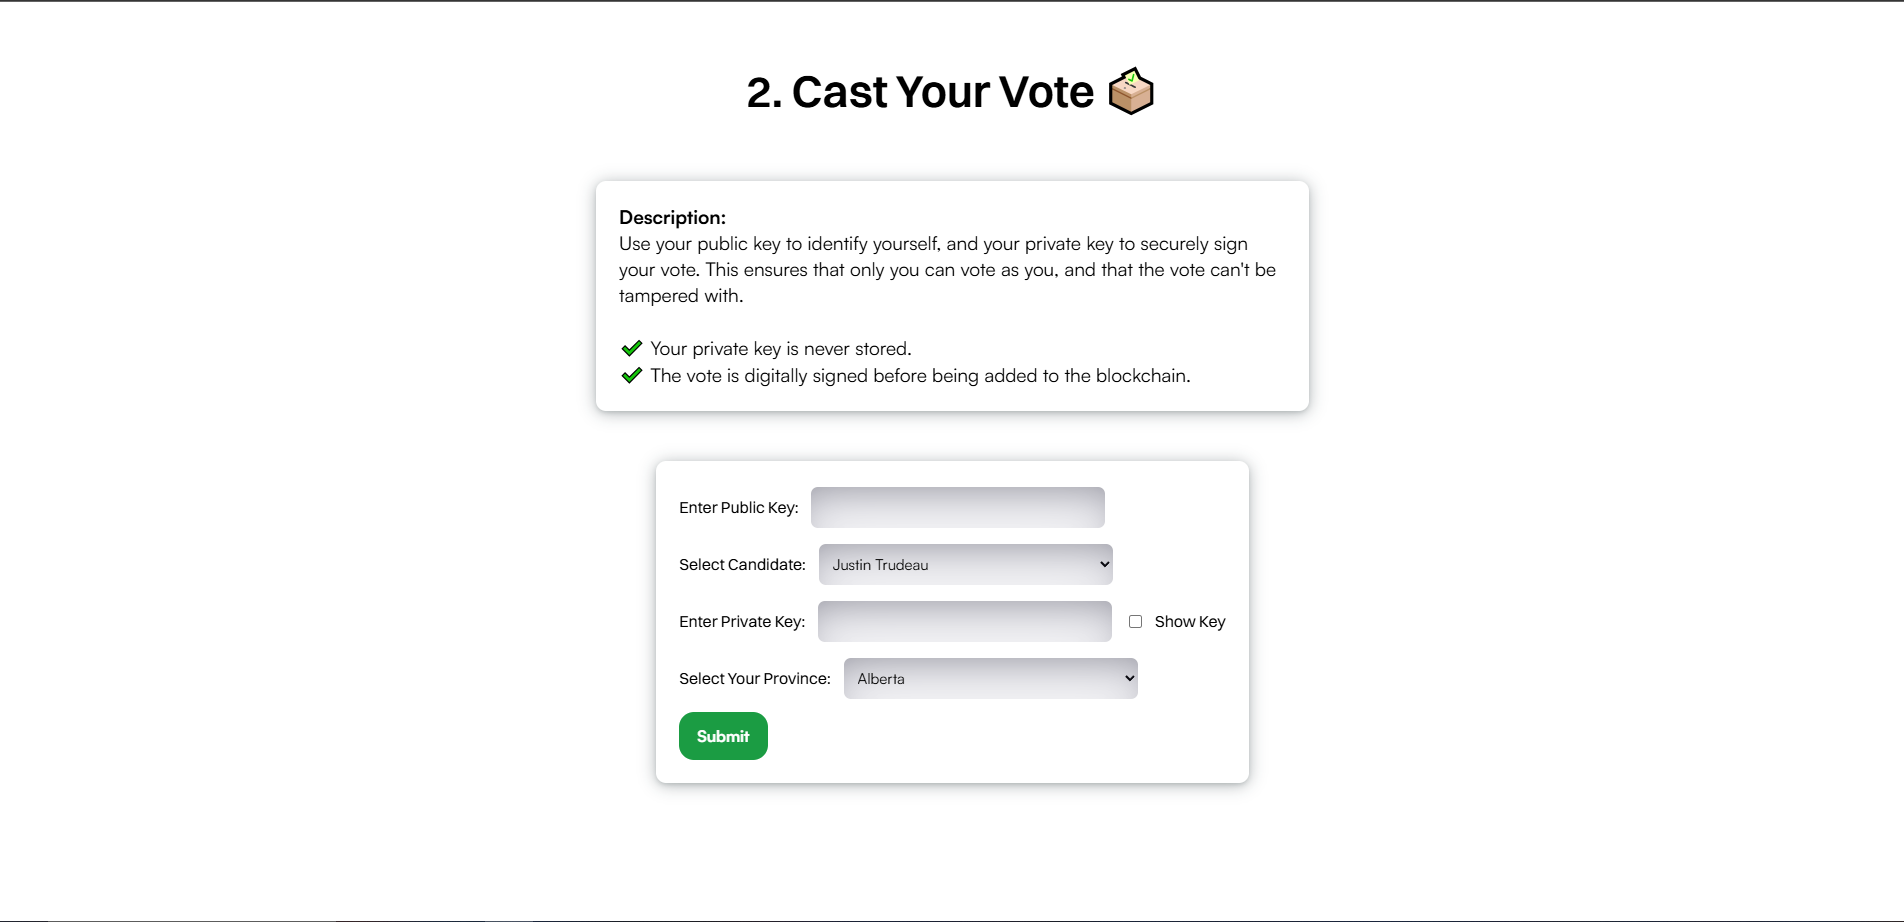 2. Cast Your Vote
Description:
Use your public key to identify yourself, and your private key to securely sign
your vote. This ensures that only you can vote as you, and that the vote can't be
tampered with.
Your private key is never stored.
The vote is digitally signed before being added to the blockchain.
Enter Public Key:
Select Candidate: Justin Trudeau
Enter Private Key: Show Key
Select Your Province: Alberta
Submit